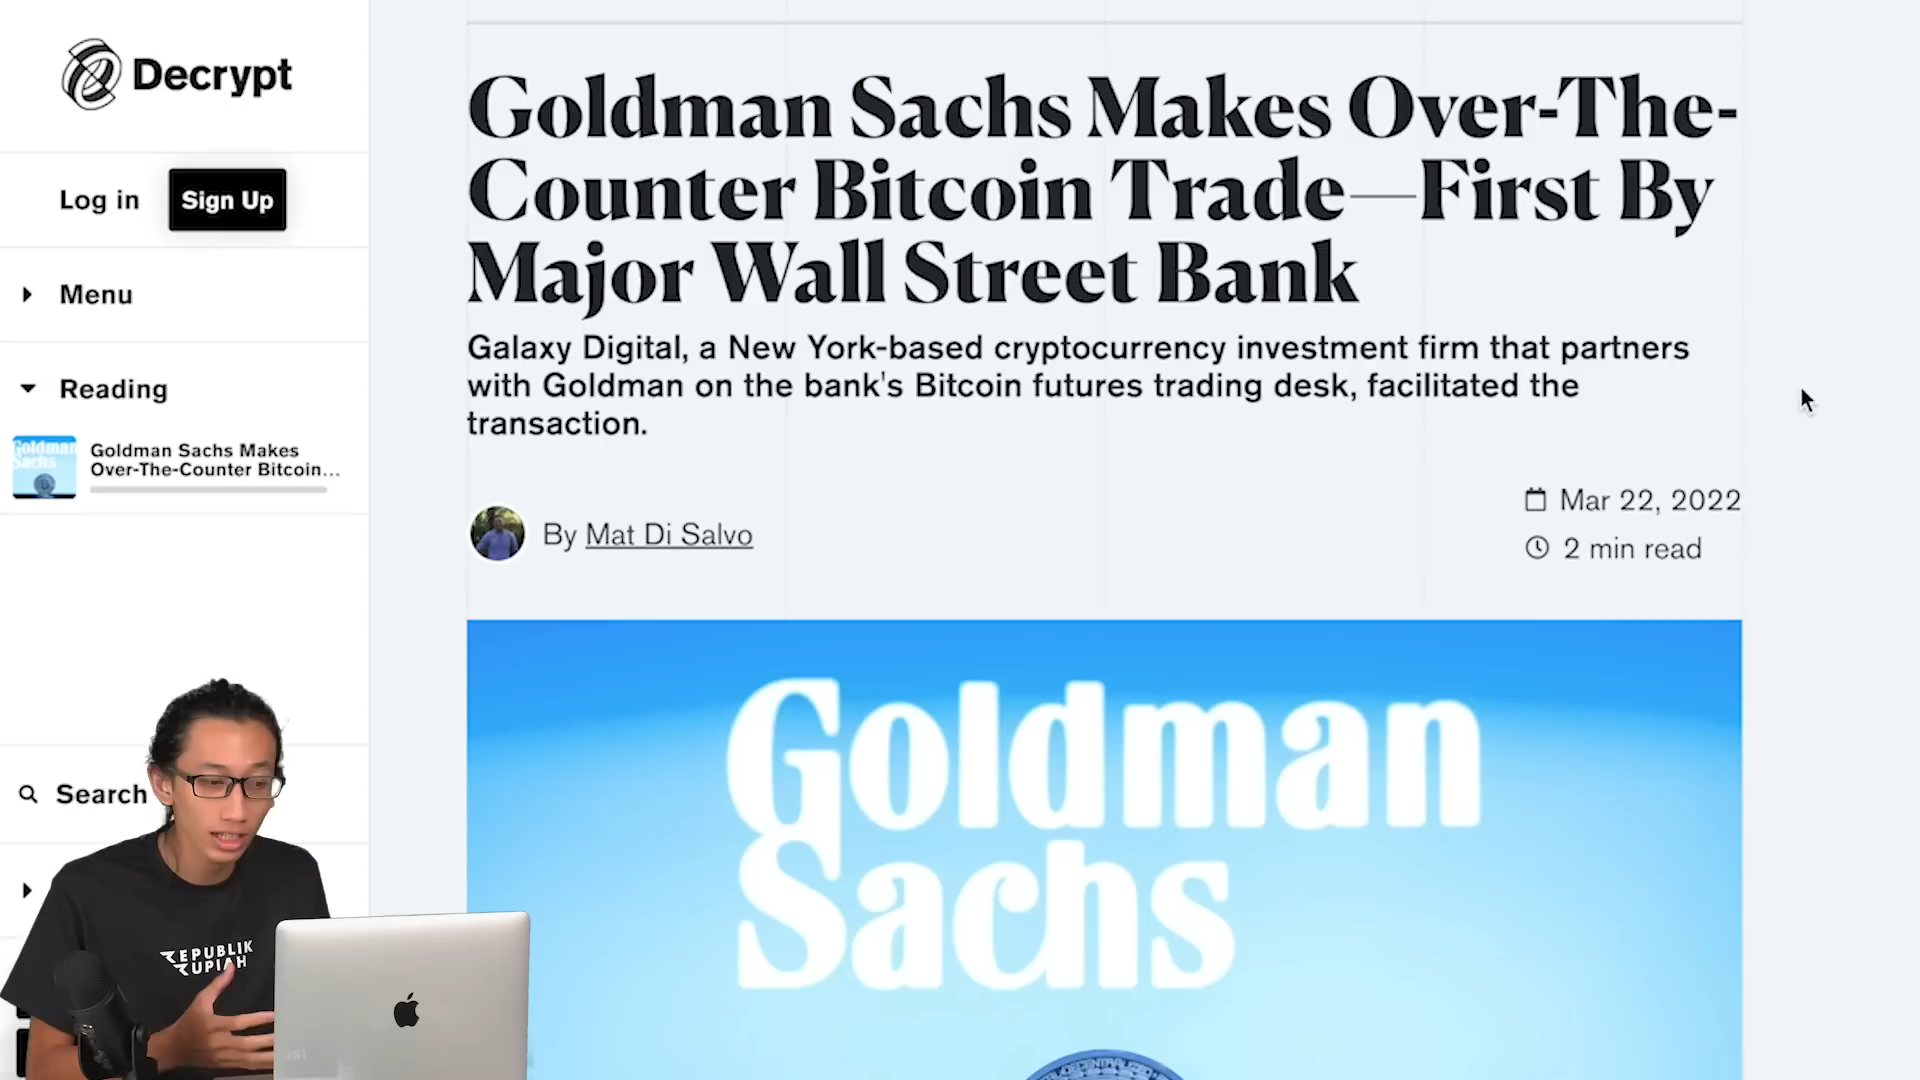 Decrypt
Log in
Sign Up
Menu
Reading
Goldman Sachs Makes
Over-The-Counter Bitcoin...
Search
Goldman Sachs Makes Over-The-
Counter Bitcoin Trade—First By
Major Wall Street Bank
Galaxy Digital, a New York-based cryptocurrency investment firm that partners
with Goldman on the bank's Bitcoin futures trading desk, facilitated the
transaction.
By Mat Di Salvo
Mar 22, 2022
2 min read
Goldman
Sachs
REPUBLIK
RUPIAH